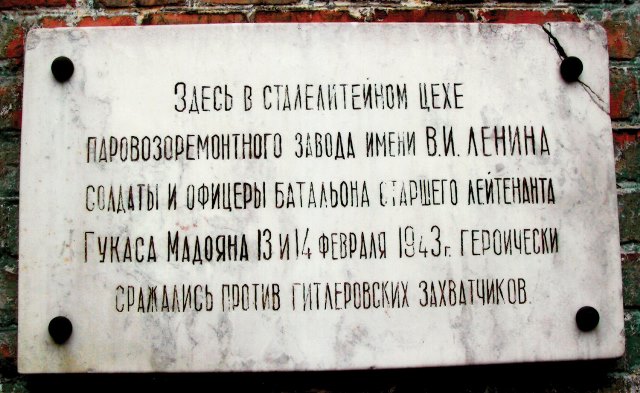 Здесь в сталелитейном цехе
паровозоремонтного завода имени В.И. Ленина
солдаты и офицеры батальона старшего лейтенанта
Гукаса Мадояна 13 и 14 февраля 1943 г. героически
сражались против гитлеровских захватчиков.